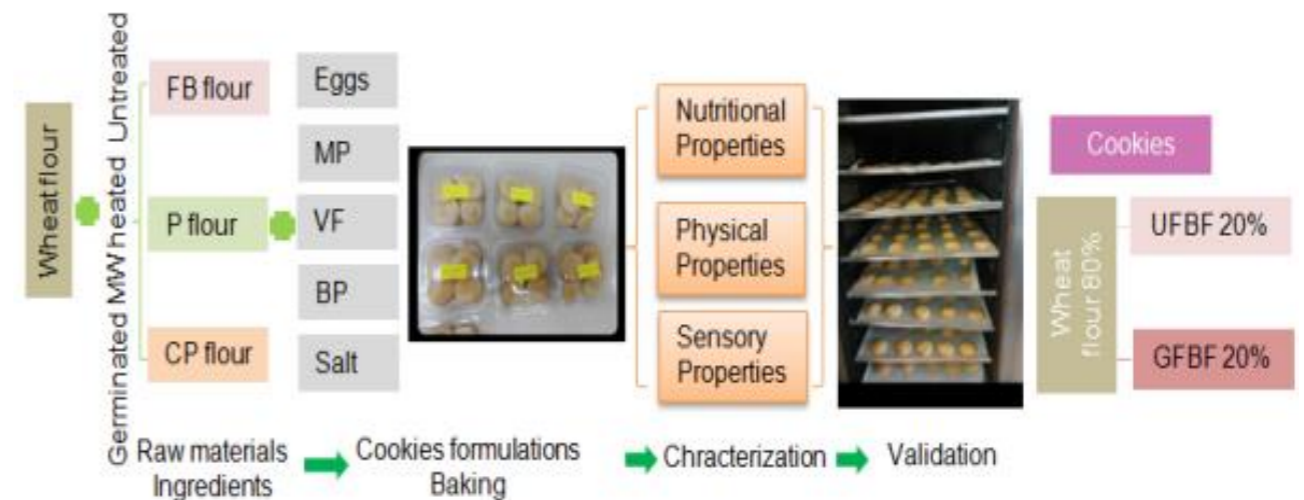 Wheat flour
Germinated MW heated Untreated
FB flour
P flour
CP flour
Eggs
MP
VF
BP
Salt
Nutritional
Properties
Physical
Properties
Sensory
Properties
Cookies
Wheat
flour 80%
UFBF 20%
GFBF 20%
Raw materials
Ingredients
Cookies formulations
Baking
Chracterization
Validation